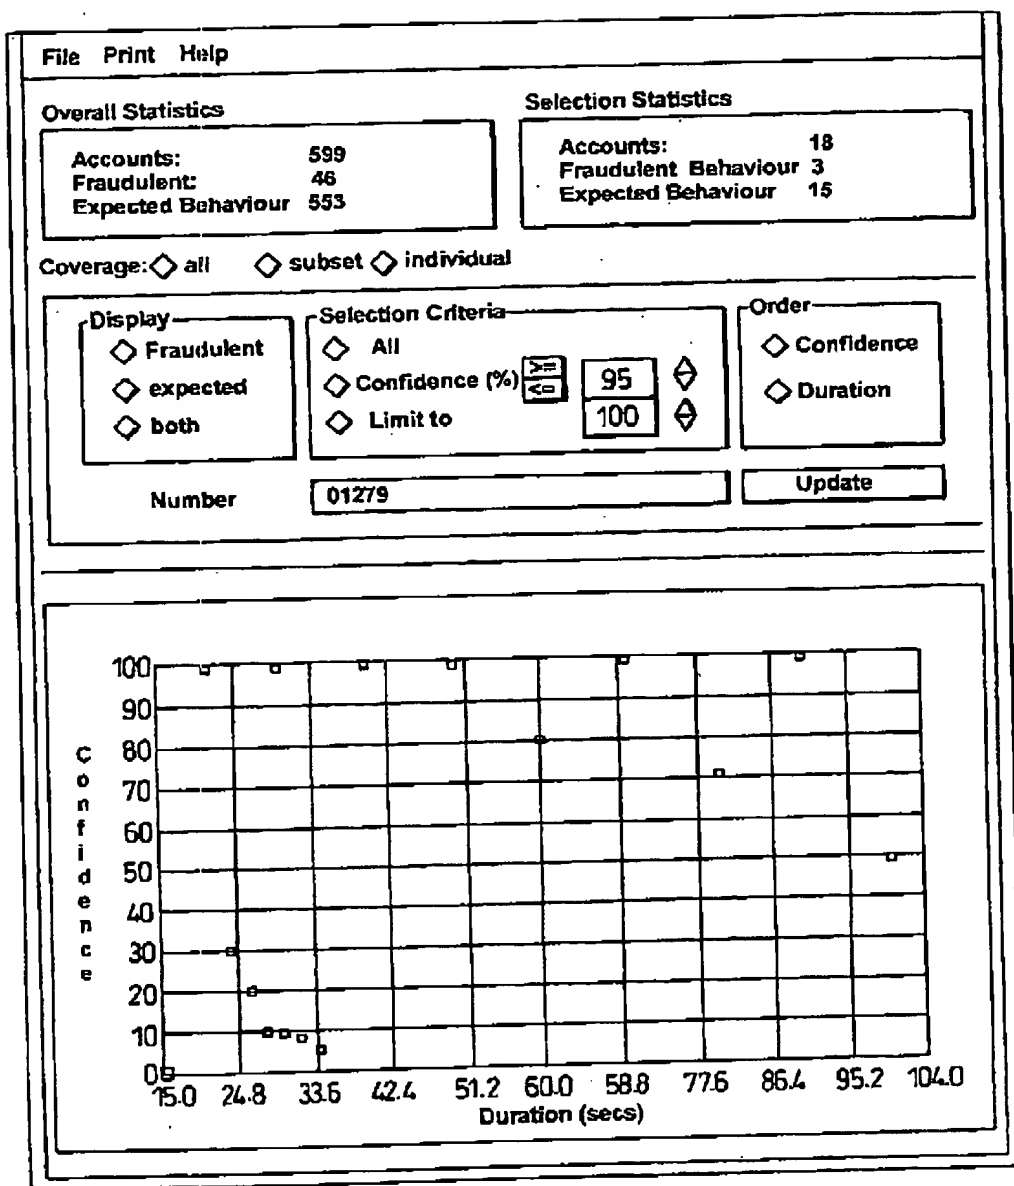 File Print Help
Overall Statistics
Accounts: 599
Fraudulent: 46
Expected Behaviour 553
Selection Statistics
Accounts: 18
Fraudulent Behaviour 3
Expected Behaviour 15
Coverage: all subset individual
Display
Fraudulent
expected
both
Selection Criteria
All
Confidence (%) >= <= 95
Limit to 100
Order
Confidence
Duration
Number 01279 Update
Confidence
100
90
80
70
60
50
40
30
20
10
0
15.0 24.8 33.6 42.4 51.2 60.0 58.8 77.6 86.4 95.2 104.0
Duration (secs)